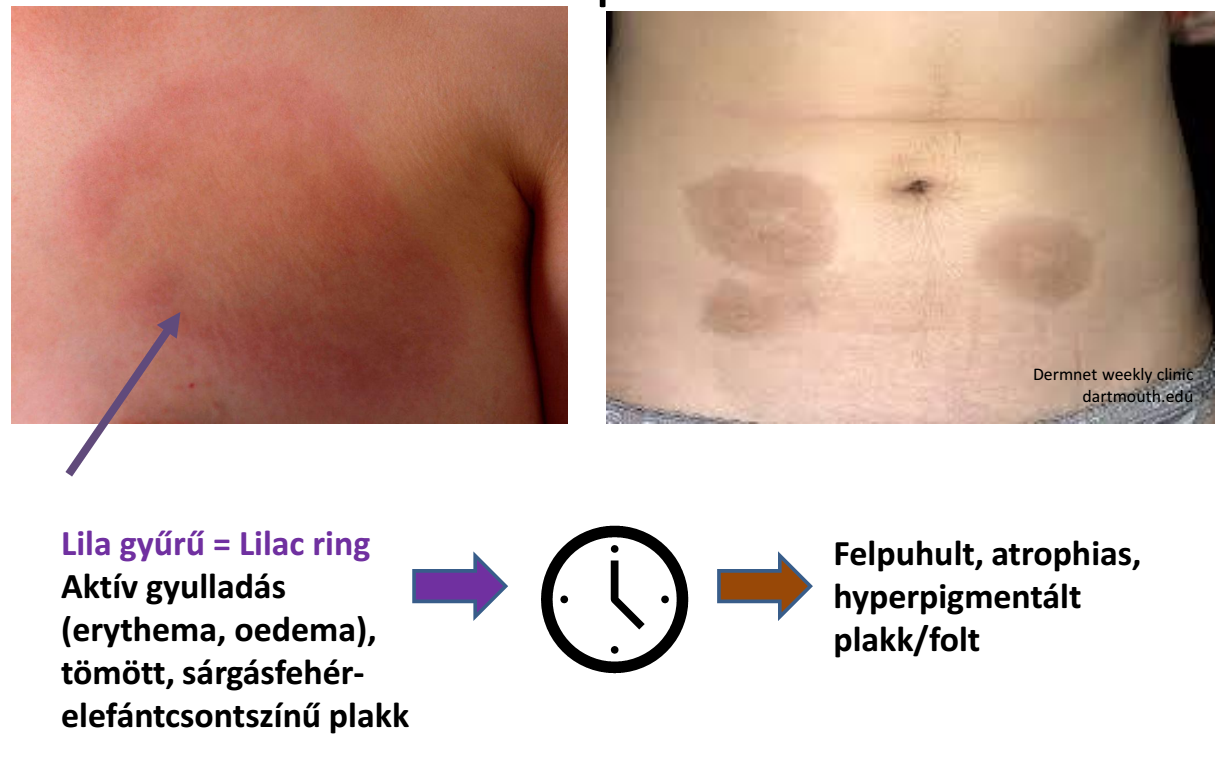 Dermnet weekly clinic
dartmouth.edu
Lila gyűrű = Lilac ring
Aktív gyulladás
(erythema, oedema),
tömött, sárgásfehér-
elefántcsontszínű plakk
Felpuhult, atrophias,
hyperpigmentált
plakk/folt